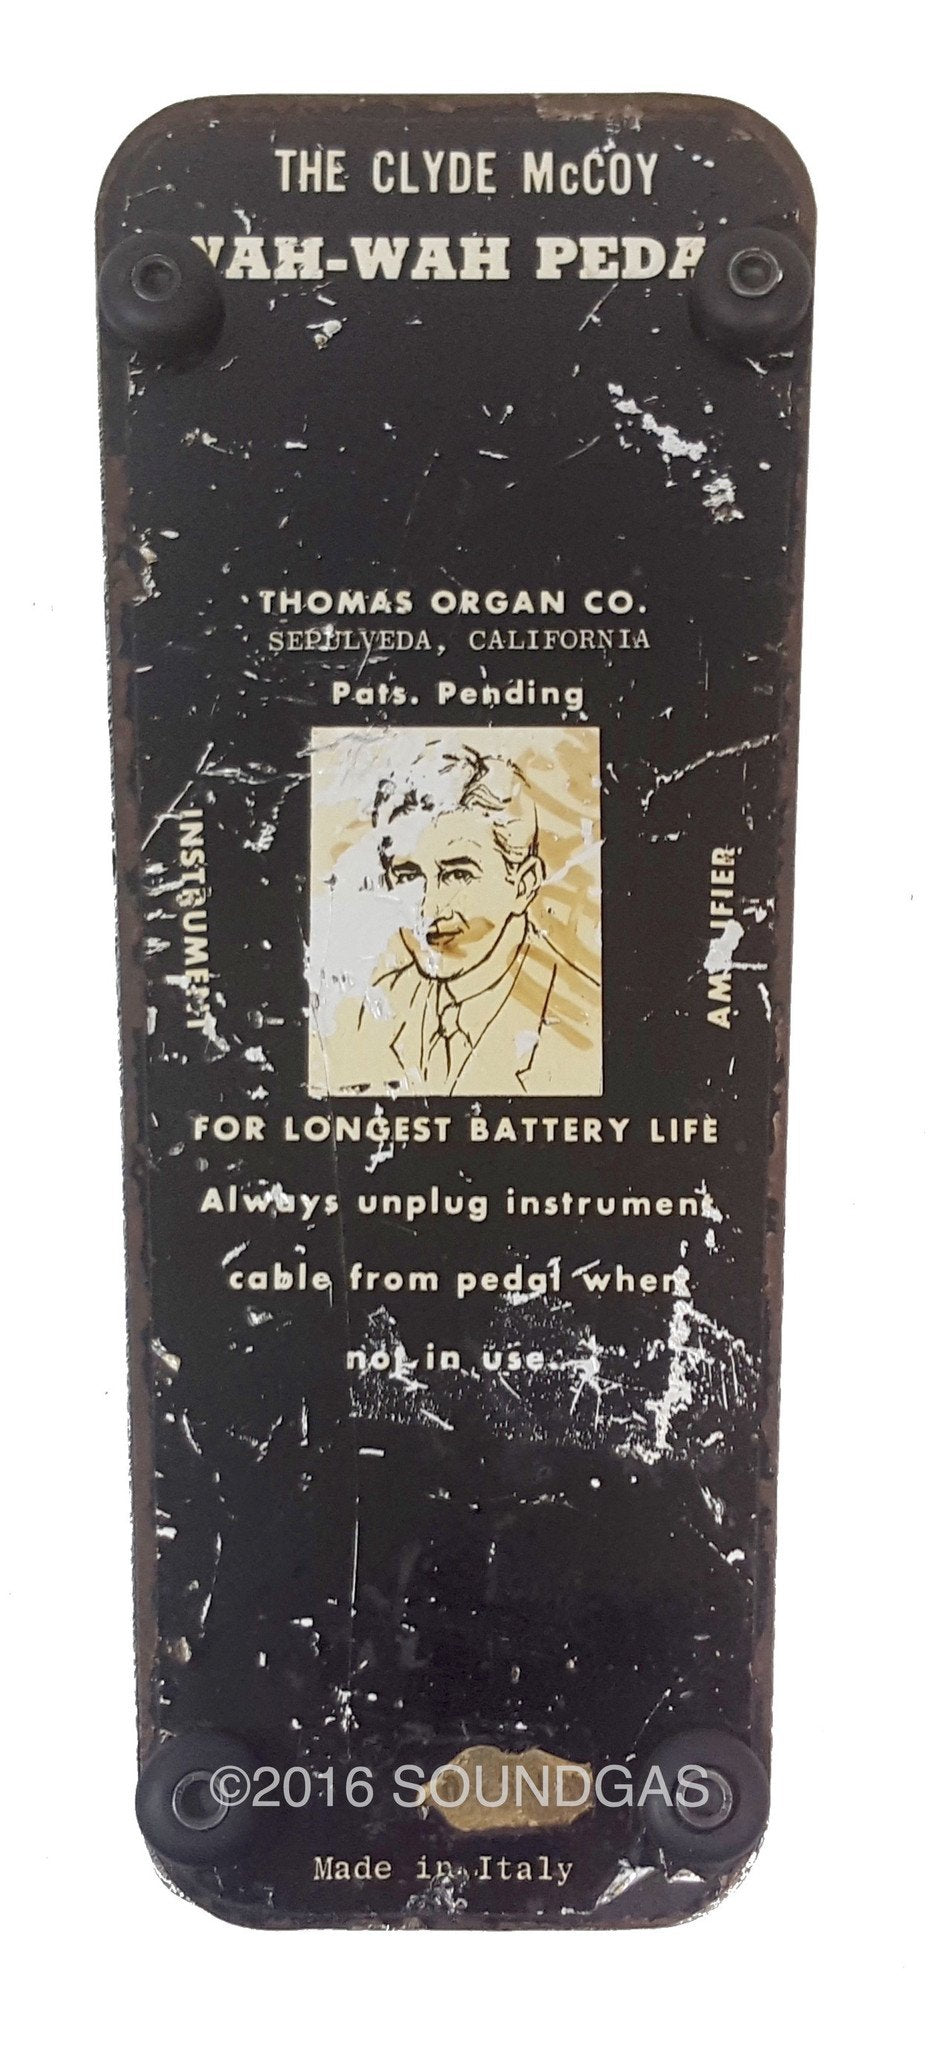 THE CLYDE McCOY
WAH-WAH PEDAL
THOMAS ORGAN CO.
SEPULVEDA, CALIFORNIA
Pats. Pending
INSTRUMENT
AMPLIFIER
FOR LONGEST BATTERY LIFE
Always unplug instrument
cable from pedal when
not in use.
©2016 SOUNDGAS
Made in Italy